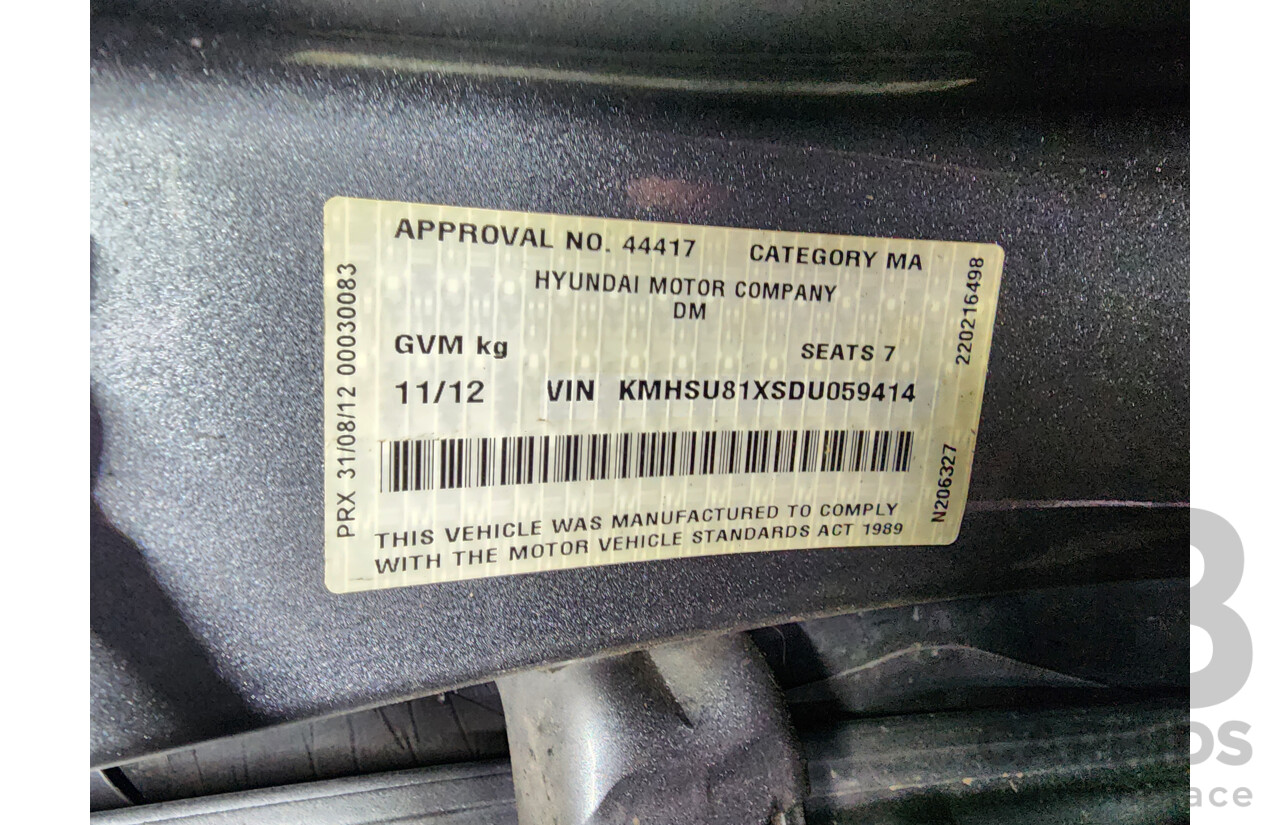 APPROVAL NO. 44417 CATEGORY MA
HYUNDAI MOTOR COMPANY
DM
GVM kg SEATS 7
11/12 VIN KMHSU81XSDU059414
THIS VEHICLE WAS MANUFACTURED TO COMPLY
WITH THE MOTOR VEHICLE STANDARDS ACT 1989
PRX 31/08/12 00030083
220216498
N206327